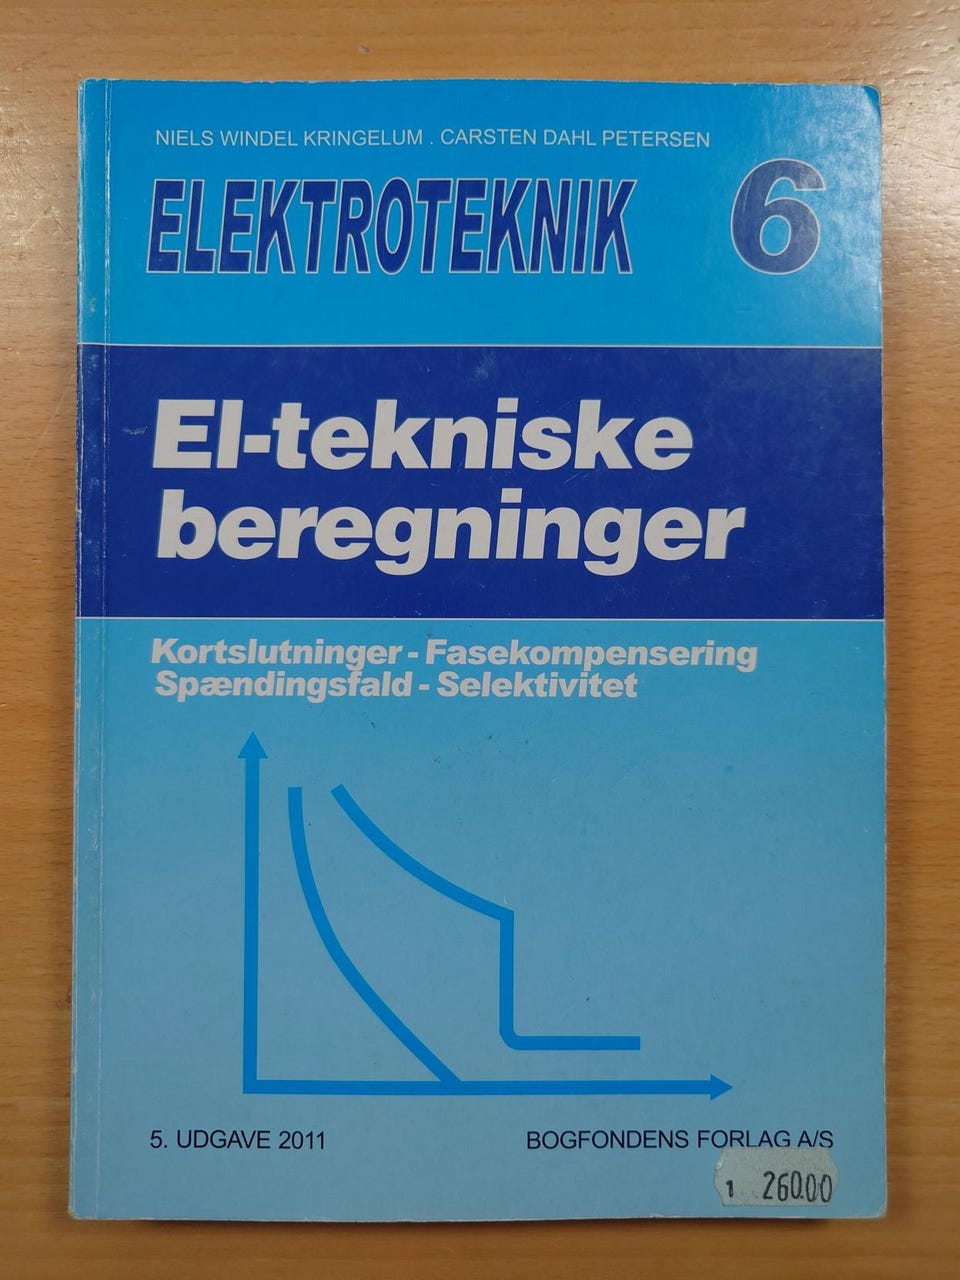 NIELS WINDEL KRINGELUM . CARSTEN DAHL PETERSEN
ELEKTROTEKNIK 6
El-tekniske
beregninger
Kortslutninger - Fasekompensering
Spændingsfald - Selektivitet
5. UDGAVE 2011 BOGFONDENS FORLAG A/S
1 260.00